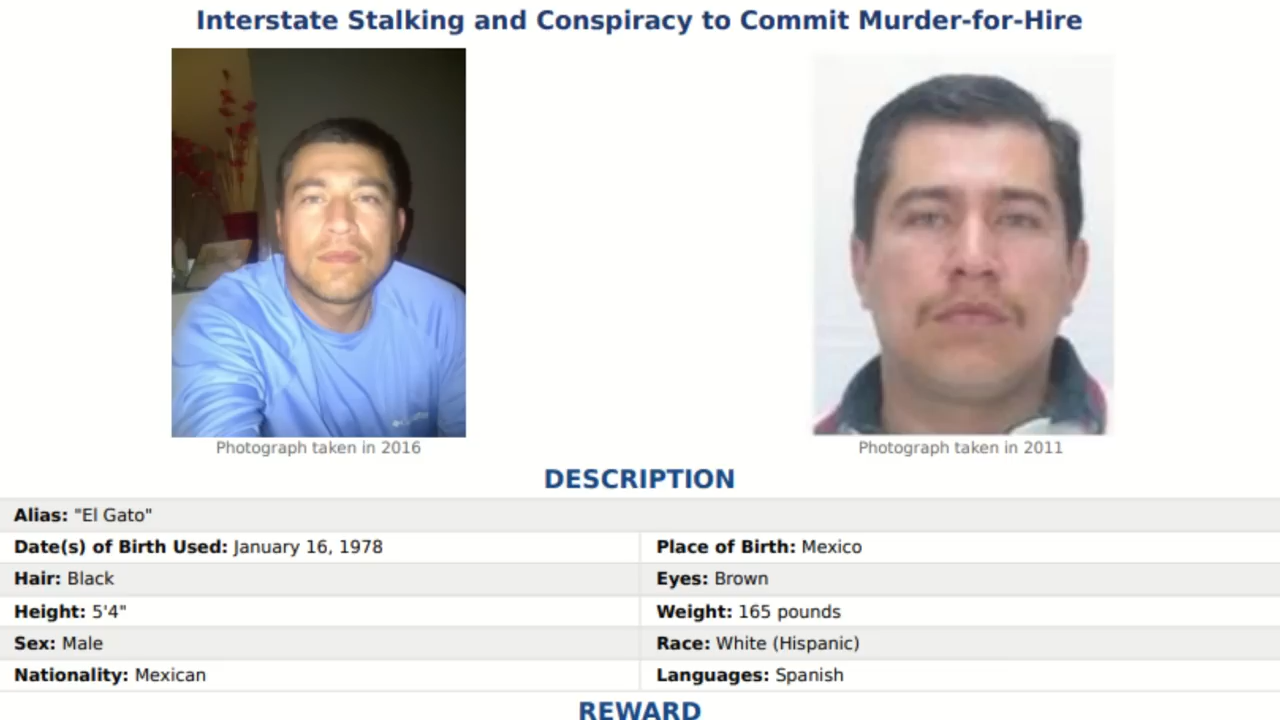 Interstate Stalking and Conspiracy to Commit Murder-for-Hire
Photograph taken in 2016
Photograph taken in 2011
DESCRIPTION
Alias: "El Gato"
Date(s) of Birth Used: January 16, 1978
Place of Birth: Mexico
Hair: Black
Eyes: Brown
Height: 5'4"
Weight: 165 pounds
Sex: Male
Race: White (Hispanic)
Nationality: Mexican
Languages: Spanish
REWARD